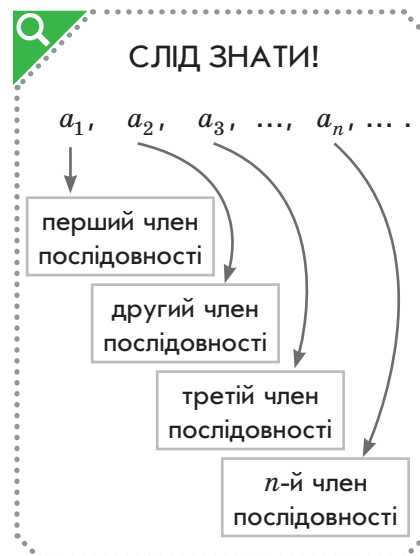 СЛІД ЗНАТИ!
a₁, a₂, a₃, ..., aₙ, ... .
перший член
послідовності
другий член
послідовності
третій член
послідовності
n-й член
послідовності